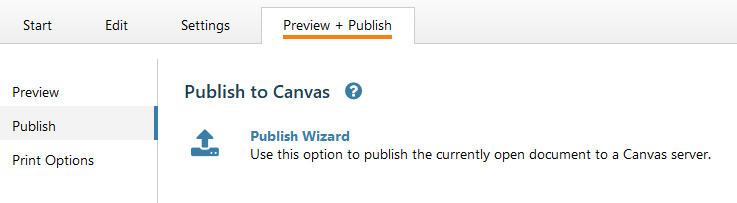 Start Edit Settings Preview + Publish
Preview
Publish
Print Options
Publish to Canvas ?
Publish Wizard
Use this option to publish the currently open document to a Canvas server.